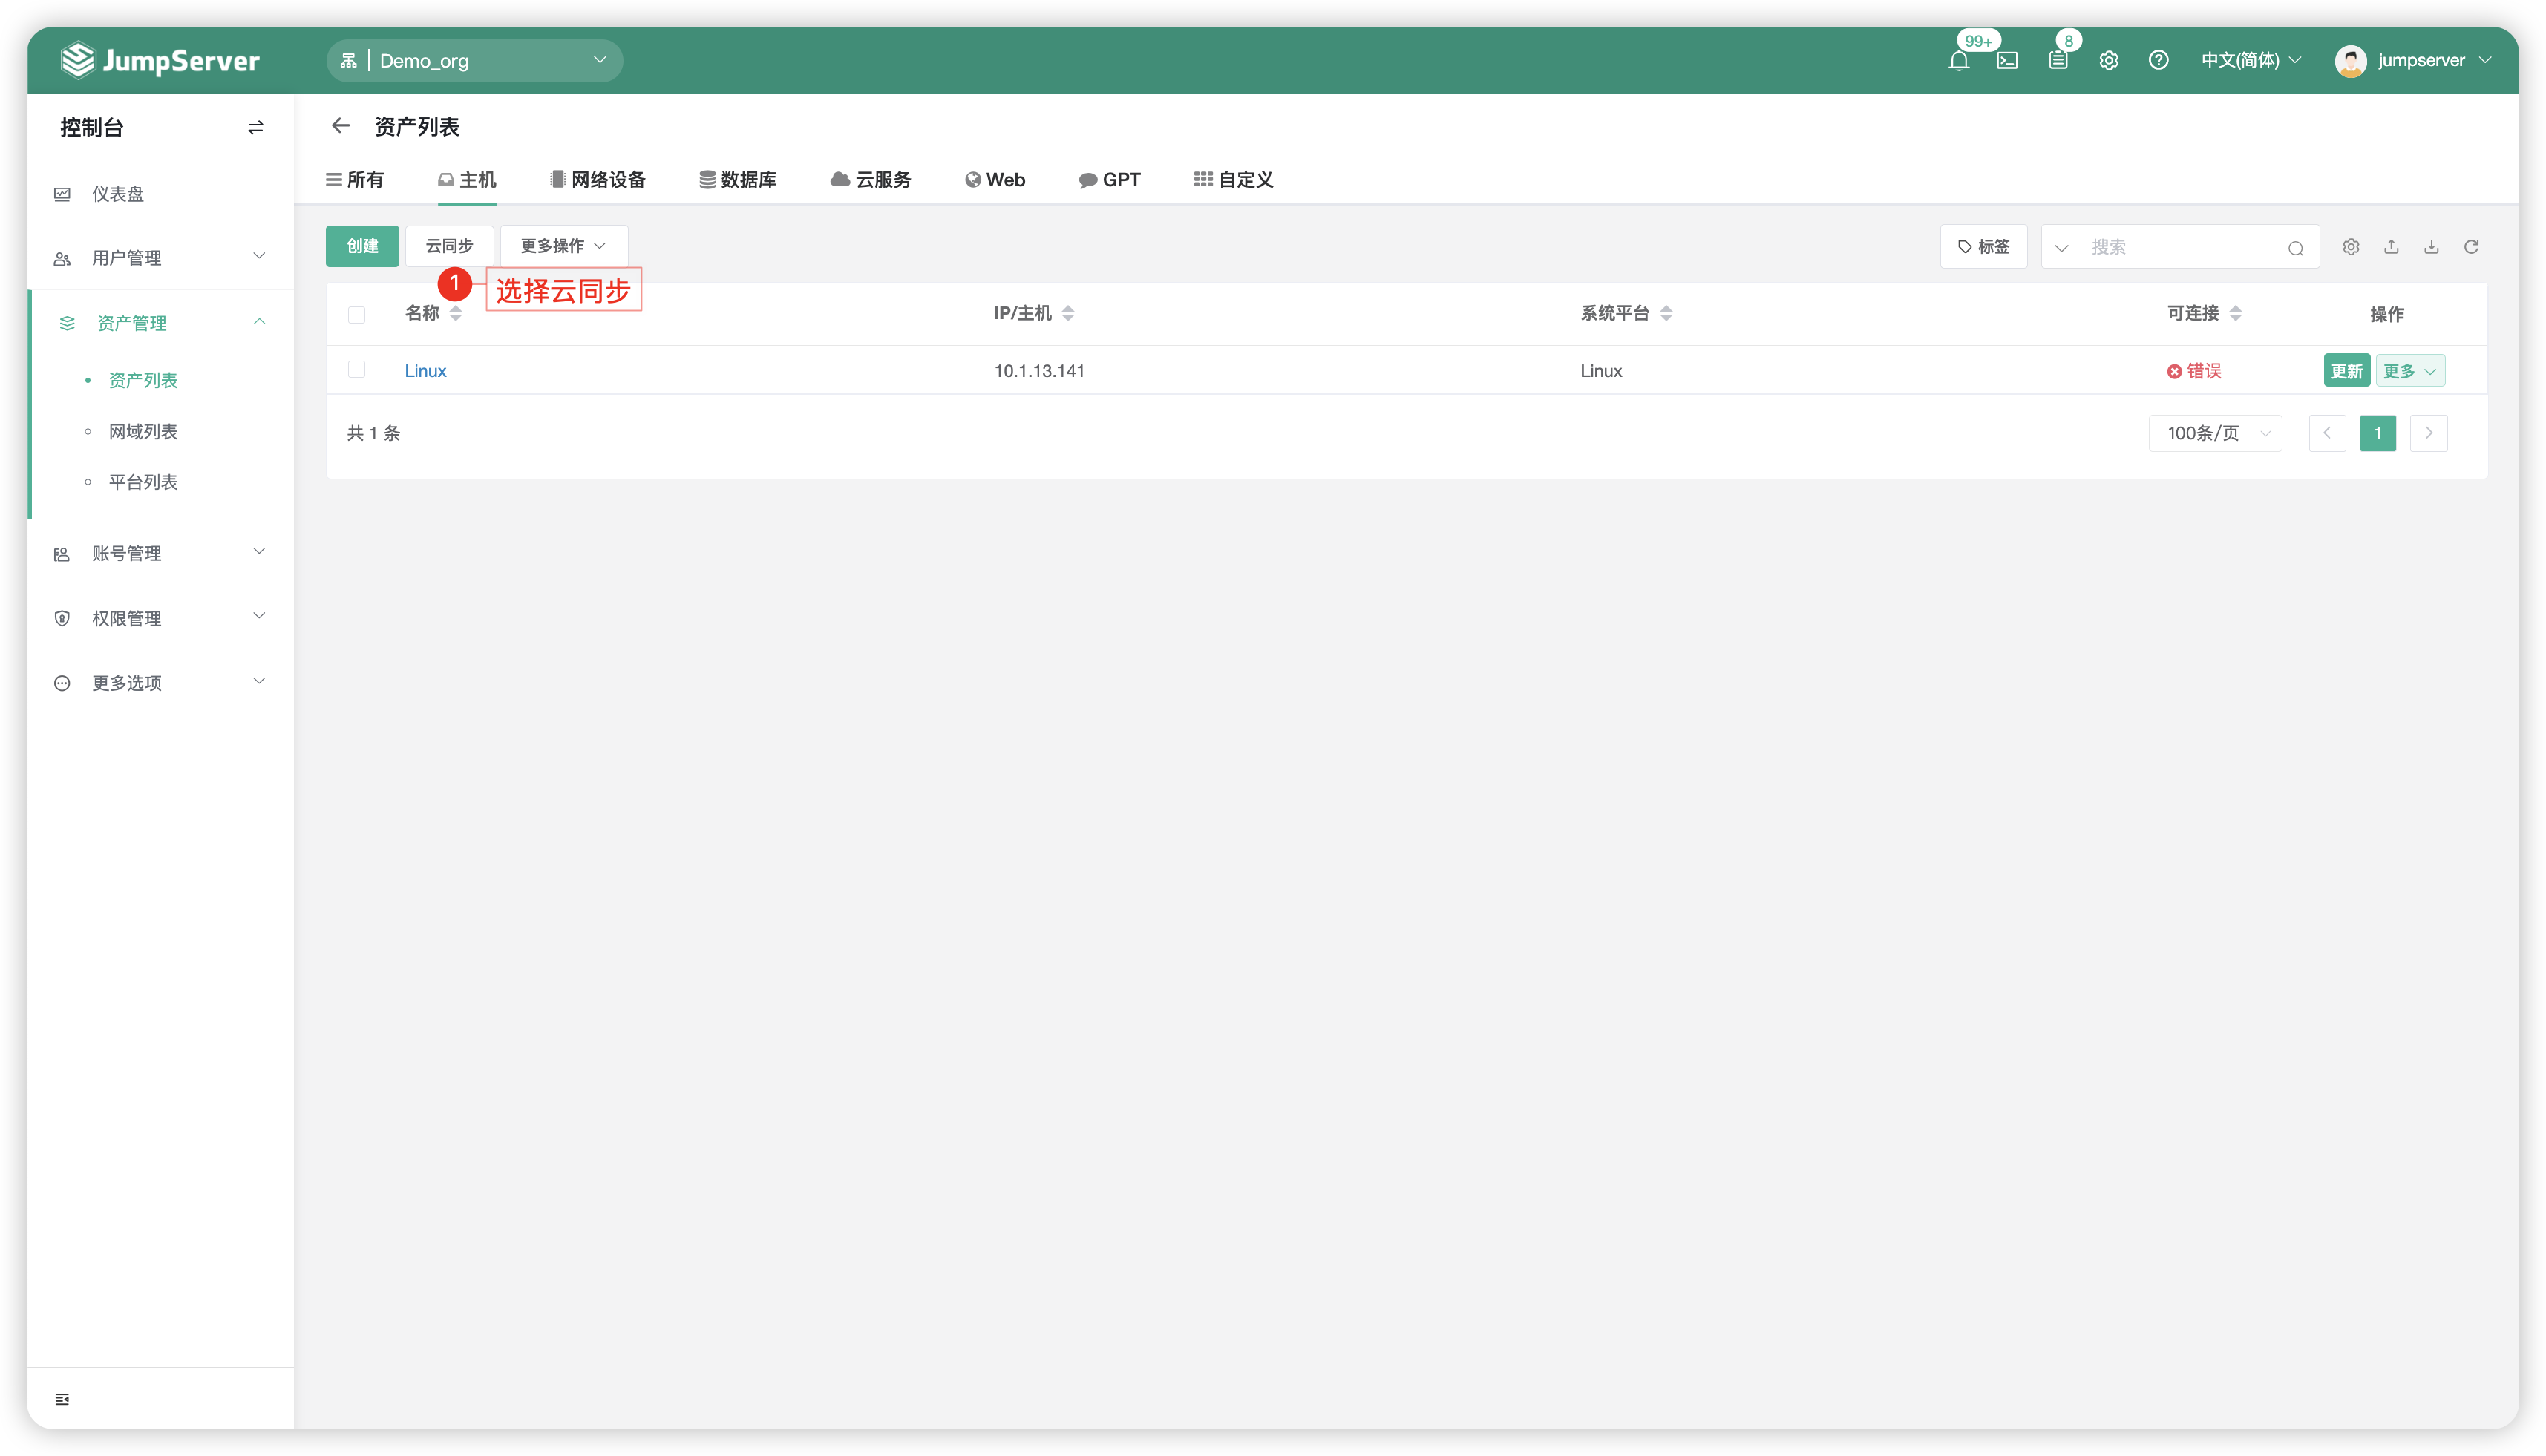 JumpServer
Demo_org
99+
8
中文(简体)
jumpserver
控制台
资产列表
仪表盘
用户管理
资产管理
资产列表
网域列表
平台列表
账号管理
权限管理
更多选项
所有 主机 网络设备 数据库 云服务 Web GPT 自定义
创建 云同步 更多操作 标签 搜索
1 选择云同步
名称 IP/主机 系统平台 可连接 操作
Linux 10.1.13.141 Linux 错误 更新 更多
共 1 条 100条/页 1